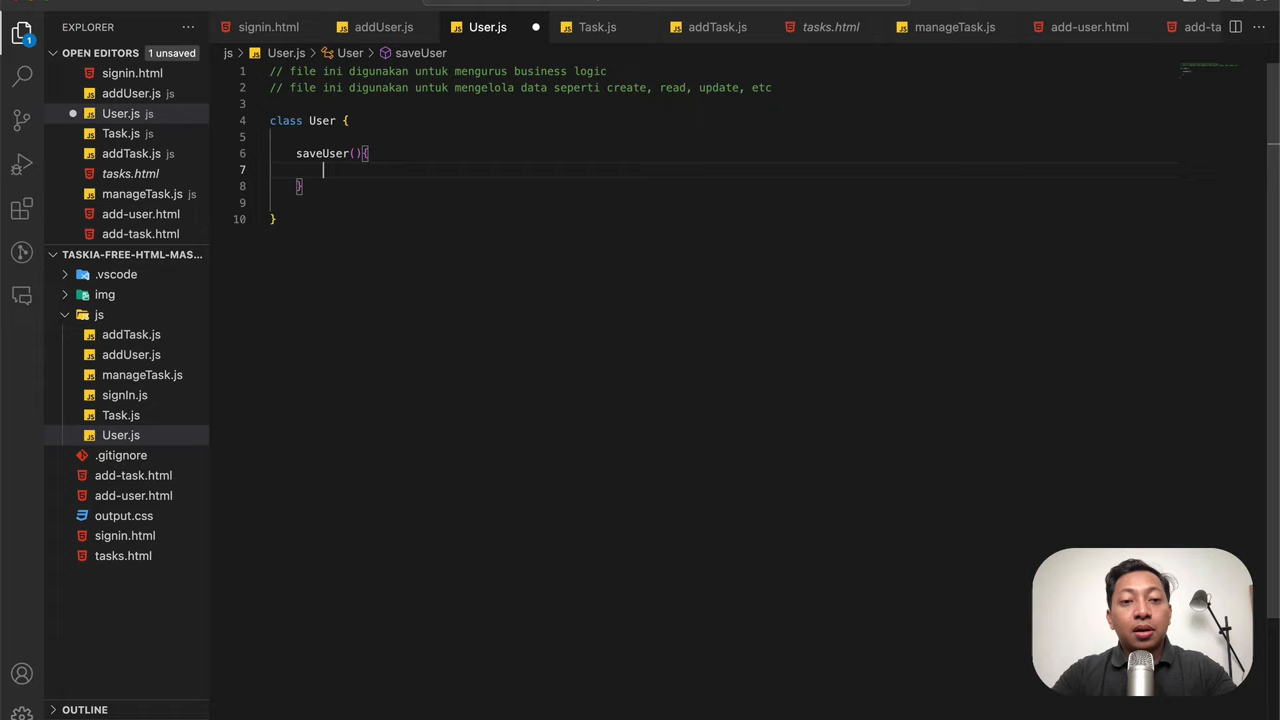 signin.html
addUser.js
User.js
Task.js
addTask.js
tasks.html
manageTask.js
add-user.html
add-ta
EXPLORER
OPEN EDITORS 1 unsaved
signin.html
addUser.js js
User.js js
Task.js js
addTask.js js
tasks.html
manageTask.js js
add-user.html
add-task.html
TASKIA-FREE-HTML-MAS...
.vscode
img
js
addTask.js
addUser.js
manageTask.js
signIn.js
Task.js
User.js
.gitignore
add-task.html
add-user.html
output.css
signin.html
tasks.html
OUTLINE
1
js > User.js > User > saveUser
1 // file ini digunakan untuk mengurus business logic
2 // file ini digunakan untuk mengelola data seperti create, read, update, etc
3
4 class User {
5
6 saveUser(){
7
8 }
9
10 }